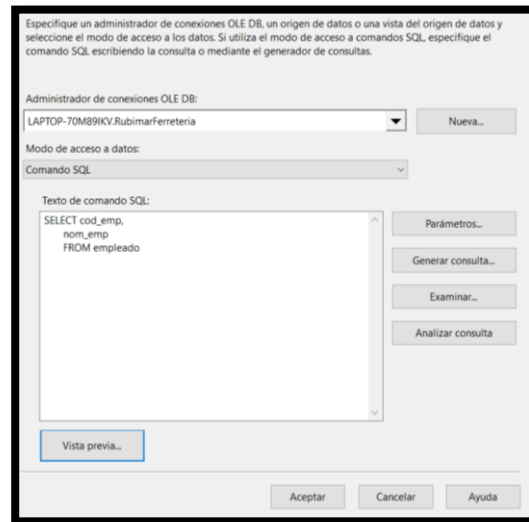 Especifique un administrador de conexiones OLE DB, un origen de datos o una vista del origen de datos y
seleccione el modo de acceso a los datos. Si utiliza el modo de acceso a comandos SQL, especifique el
comando SQL escribiendo la consulta o mediante el generador de consultas.
Administrador de conexiones OLE DB:
LAPTOP-70M89IKV.RubimarFerreteria
Nueva...
Modo de acceso a datos:
Comando SQL
Texto de comando SQL:
SELECT cod_emp,
nom_emp
FROM empleado
Parámetros...
Generar consulta...
Examinar...
Analizar consulta
Vista previa...
Aceptar
Cancelar
Ayuda